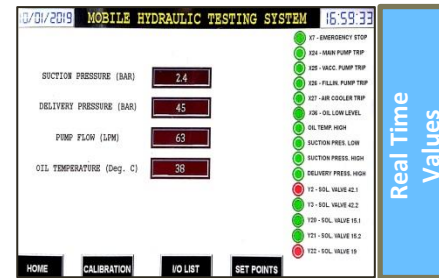 10/01/2019 MOBILE HYDRAULIC TESTING SYSTEM 16:59:33
SUCTION PRESSURE (BAR) 2.4
DELIVERY PRESSURE (BAR) 45
PUMP FLOW (LPM) 63
OIL TEMPERATURE (Deg. C) 38
X7 - EMERGENCY STOP
X24 - MAIN PUMP TRIP
X25 - VACC. PUMP TRIP
X26 - FILLIN. PUMP TRIP
X27 - AIR COOLER TRIP
X36 - OIL LOW LEVEL
OIL TEMP. HIGH
SUCTION PRES. LOW
SUCTION PRESS. HIGH
DELIVERY PRESS. HIGH
Y2 - SOL. VALVE 42.1
Y3 - SOL. VALVE 42.2
Y20 - SOL. VALVE 15.1
Y21 - SOL. VALVE 15.2
Y22 - SOL. VALVE 19
HOME CALIBRATION I/O LIST SET POINTS
Real Time
Values